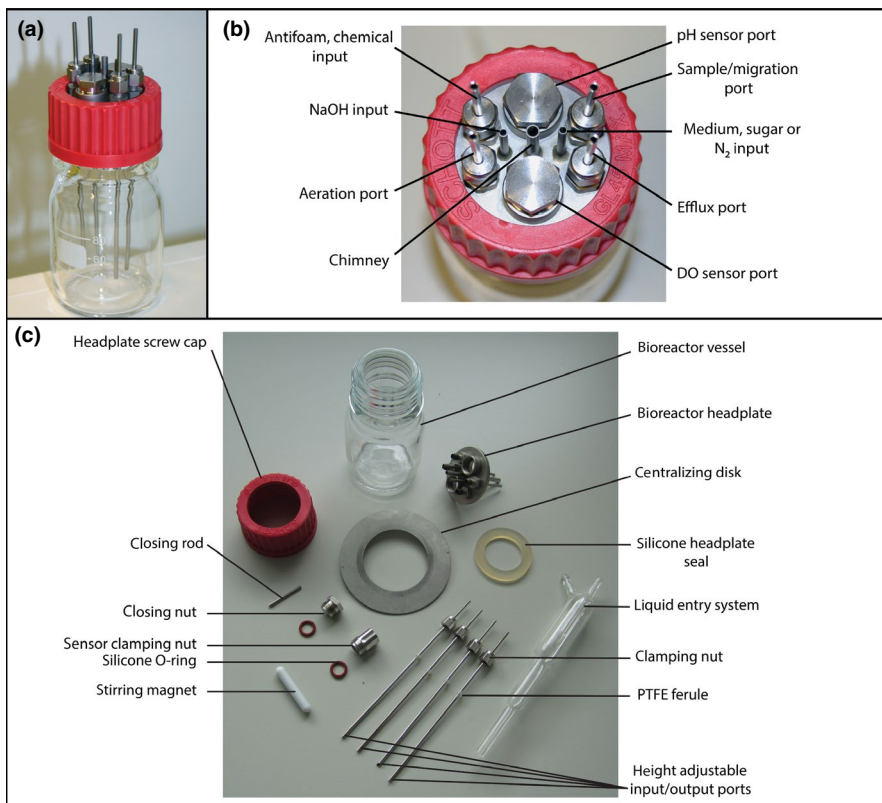 (a)
(b)
Antifoam, chemical
input
NaOH input
Aeration port
Chimney
pH sensor port
Sample/migration
port
Medium, sugar or
N₂ input
Efflux port
DO sensor port
SCHOTT
80
60
(c)
Headplate screw cap
Closing rod
Closing nut
Sensor clamping nut
Silicone O-ring
Stirring magnet
Bioreactor vessel
Bioreactor headplate
Centralizing disk
Silicone headplate
seal
Liquid entry system
Clamping nut
PTFE ferule
Height adjustable
input/output ports